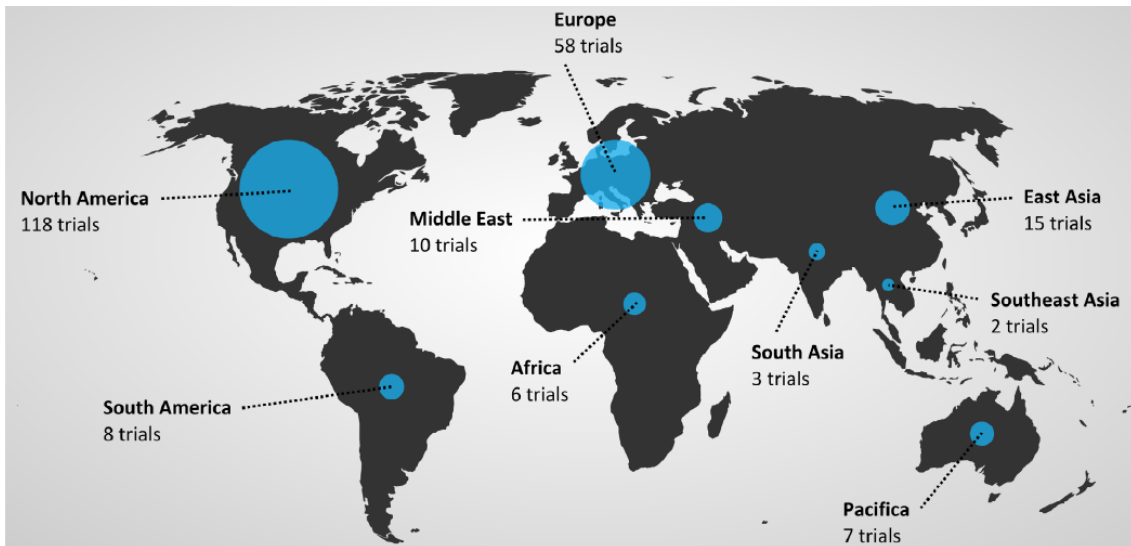 Europe
58 trials
North America
118 trials
Middle East
10 trials
East Asia
15 trials
Southeast Asia
2 trials
South Asia
3 trials
Africa
6 trials
South America
8 trials
Pacifica
7 trials